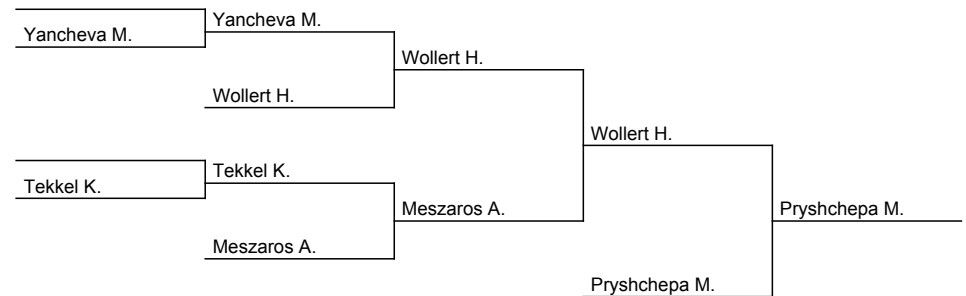 Yancheva M.
Yancheva M.
Wollert H.
Wollert H.
Wollert H.
Tekkel K.
Tekkel K.
Meszaros A.
Meszaros A.
Pryshchepa M.
Pryshchepa M.